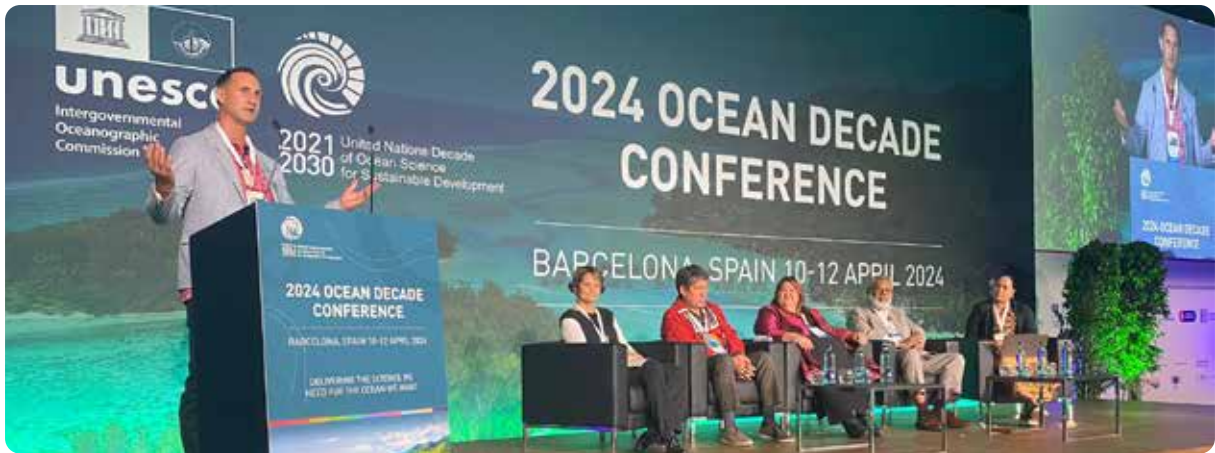 unesc
Intergovernmental
Oceanographic
Commission
2021
2030
United Nations Decade
of Ocean Science
for Sustainable Development
2024 OCEAN DECADE
CONFERENCE
BARCELONA, SPAIN 10-12 APRIL 2024
2024 OCEAN DECADE
CONFERENCE
BARCELONA, SPAIN 10-12 APRIL 2024
DELIVERING THE SCIENCE WE
NEED FOR THE OCEAN WE WANT
2024 OCEAN DECADE
CONFERENCE